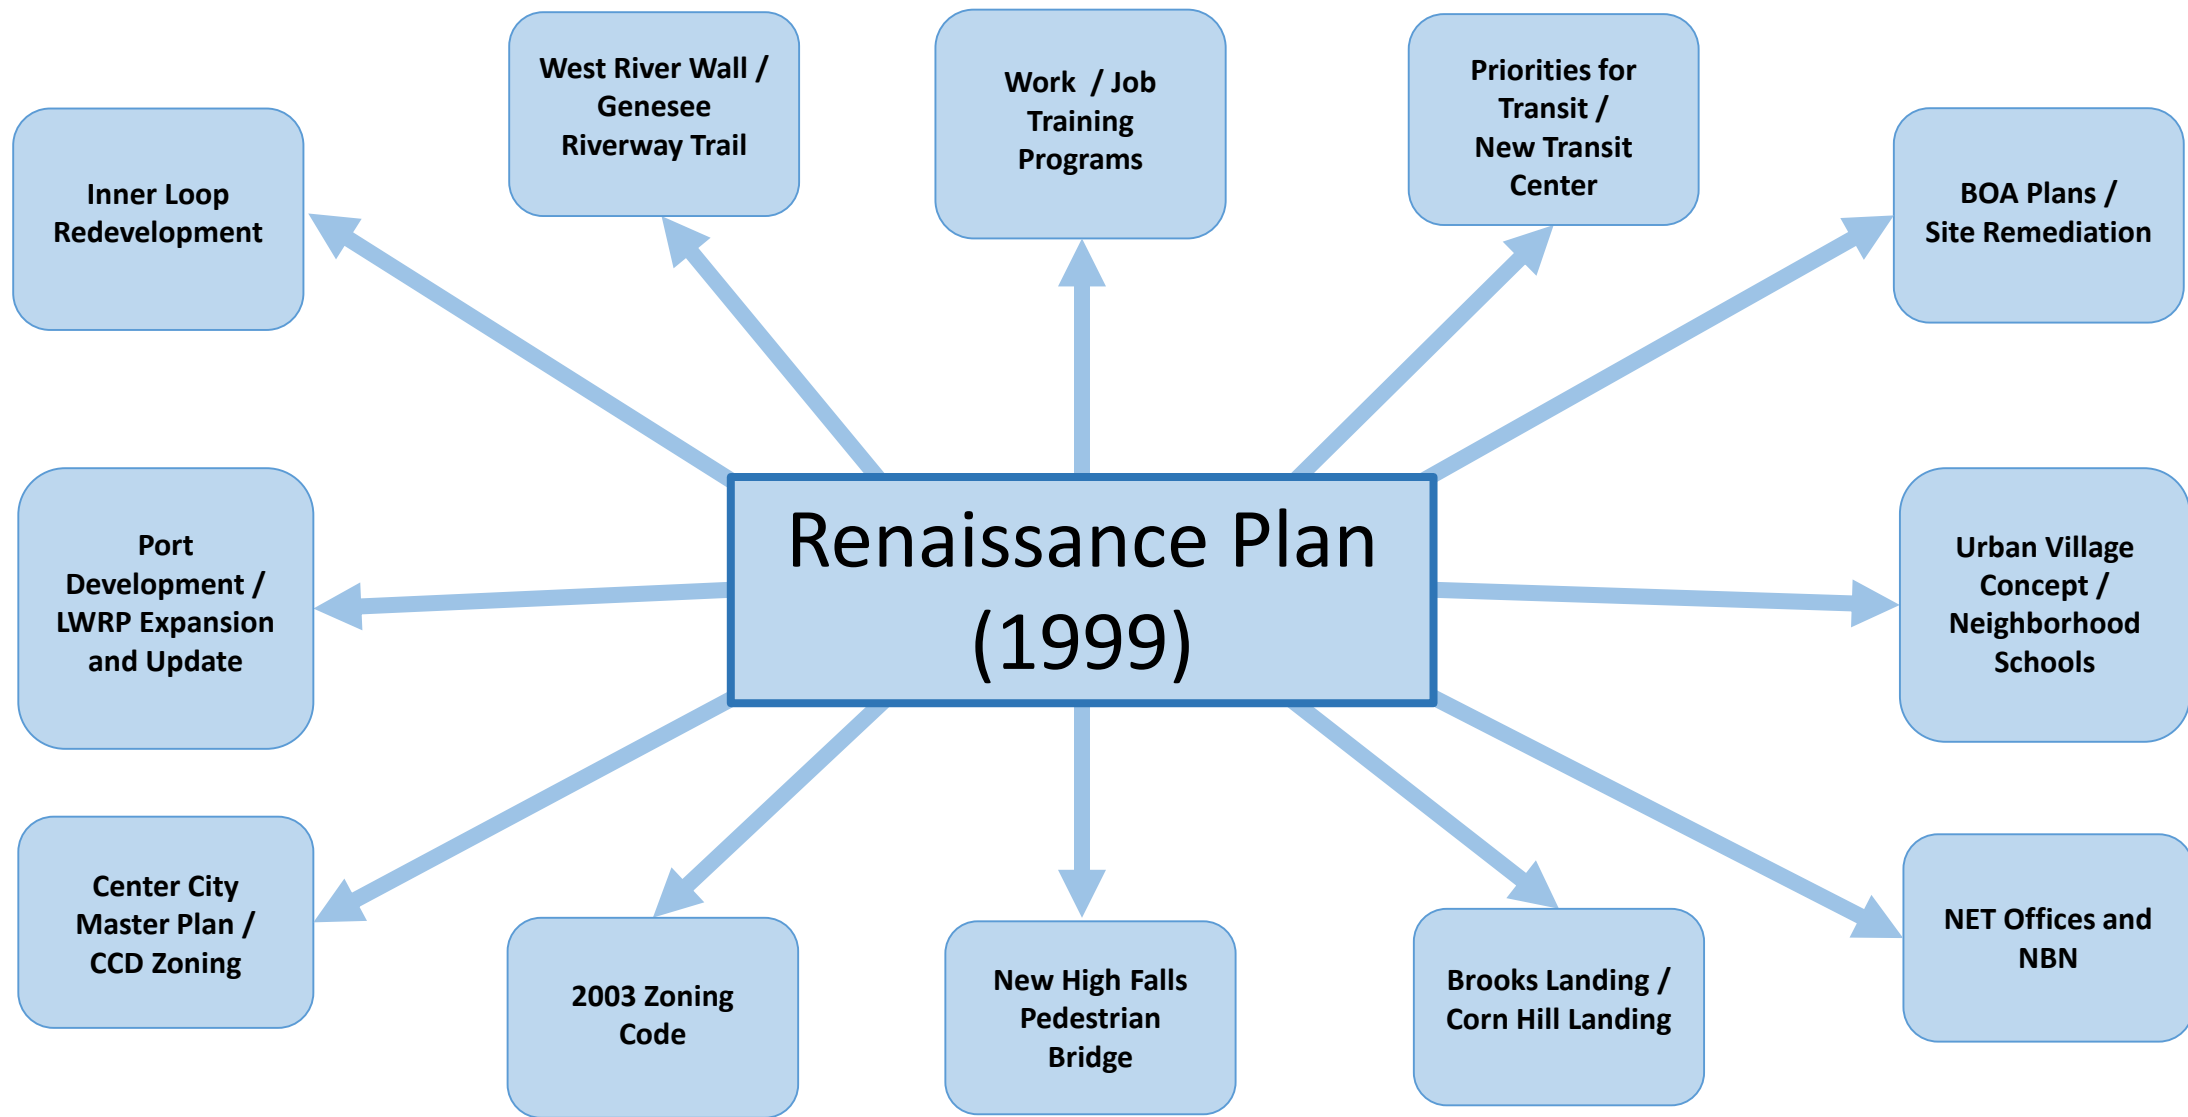 West River Wall /
Genesee
Riverway Trail
Work / Job
Training
Programs
Priorities for
Transit /
New Transit
Center
Inner Loop
Redevelopment
BOA Plans /
Site Remediation
Renaissance Plan
(1999)
Port
Development /
LWRP Expansion
and Update
Urban Village
Concept /
Neighborhood
Schools
Center City
Master Plan /
CCD Zoning
2003 Zoning
Code
New High Falls
Pedestrian
Bridge
Brooks Landing /
Corn Hill Landing
NET Offices and
NBN